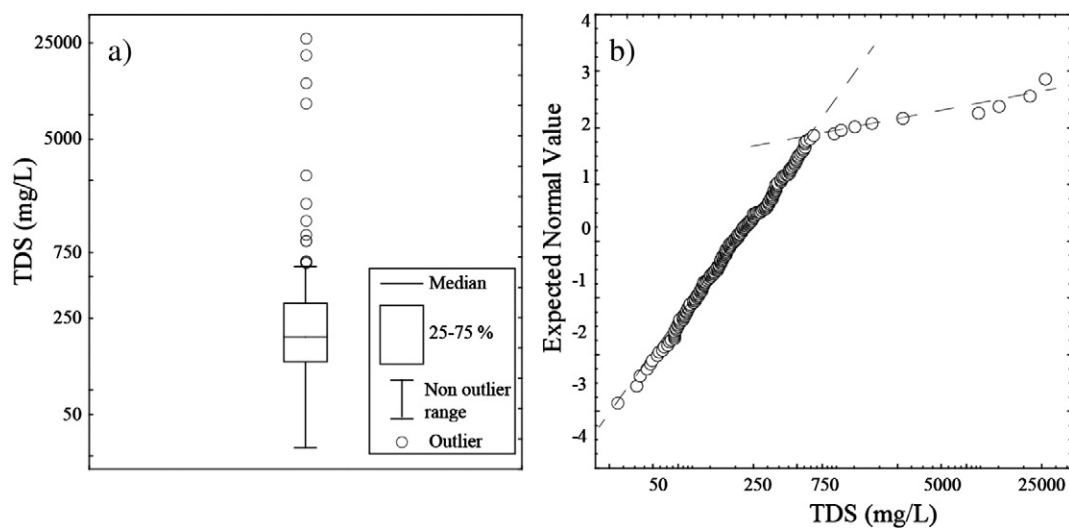 a)
25000
5000
750
250
50
TDS (mg/L)
Median
25-75 %
Non outlier
range
Outlier
b)
4
3
2
1
0
-1
-2
-3
-4
Expected Normal Value
50
250
750
5000
25000
TDS (mg/L)